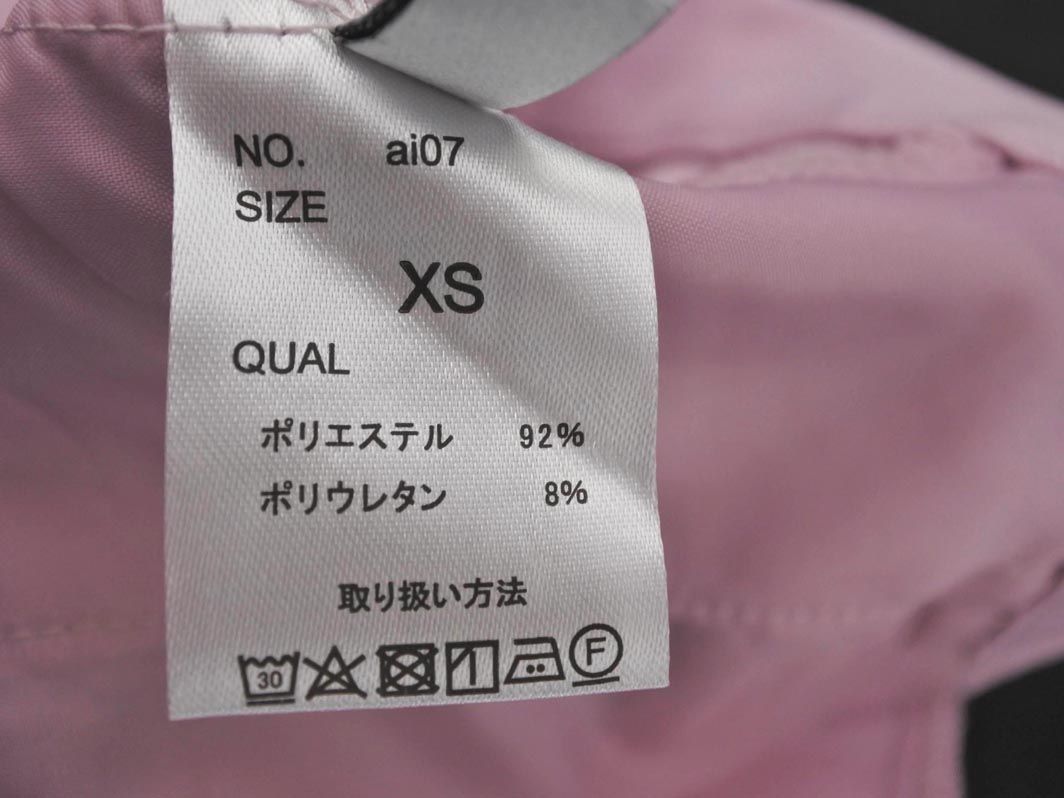 NO. ai07
SIZE
XS
QUAL
ポリエステル 92%
ポリウレタン 8%
取り扱い方法
30 F